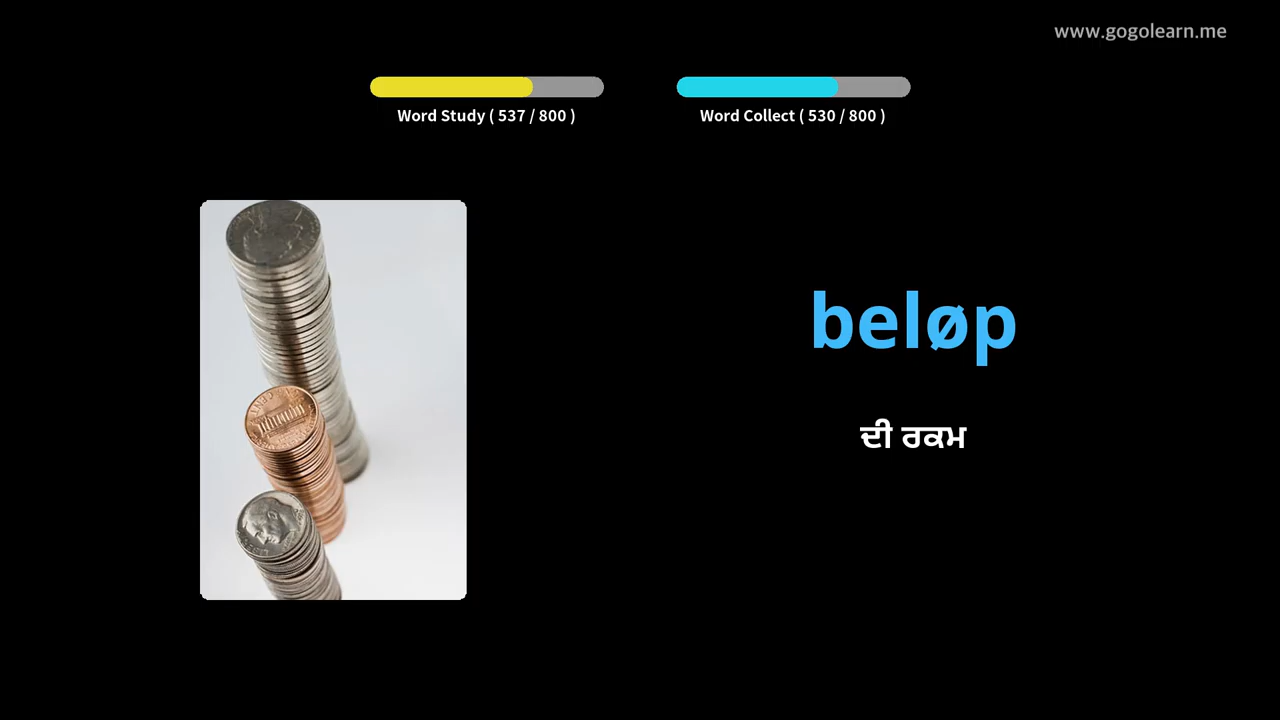 www.gogolearn.me
Word Study ( 537 / 800 )
Word Collect ( 530 / 800 )
beløp
ਦੀ ਰਕਮ